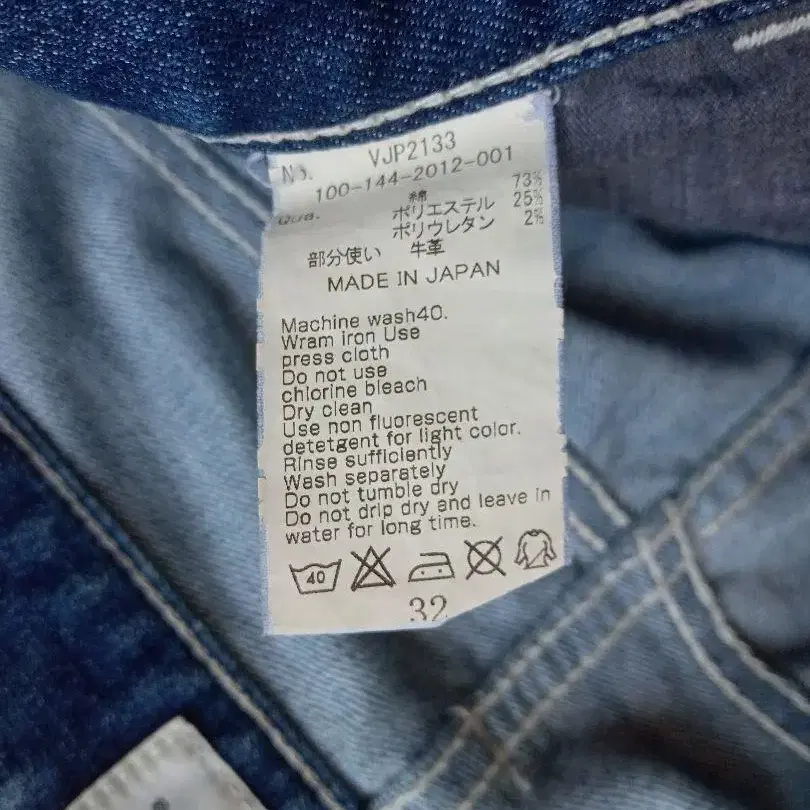 No. VJP2133
100-144-2012-001
Qua. 綿 73%
ポリエステル 25%
ポリウレタン 2%
部分使い 牛革
MADE IN JAPAN
Machine wash40.
Wram iron Use
press cloth
Do not use
chlorine bleach
Dry clean
Use non fluorescent
detetgent for light color.
Rinse sufficiently
Wash separately
Do not tumble dry
Do not drip dry and leave in
water for long time.
40
32